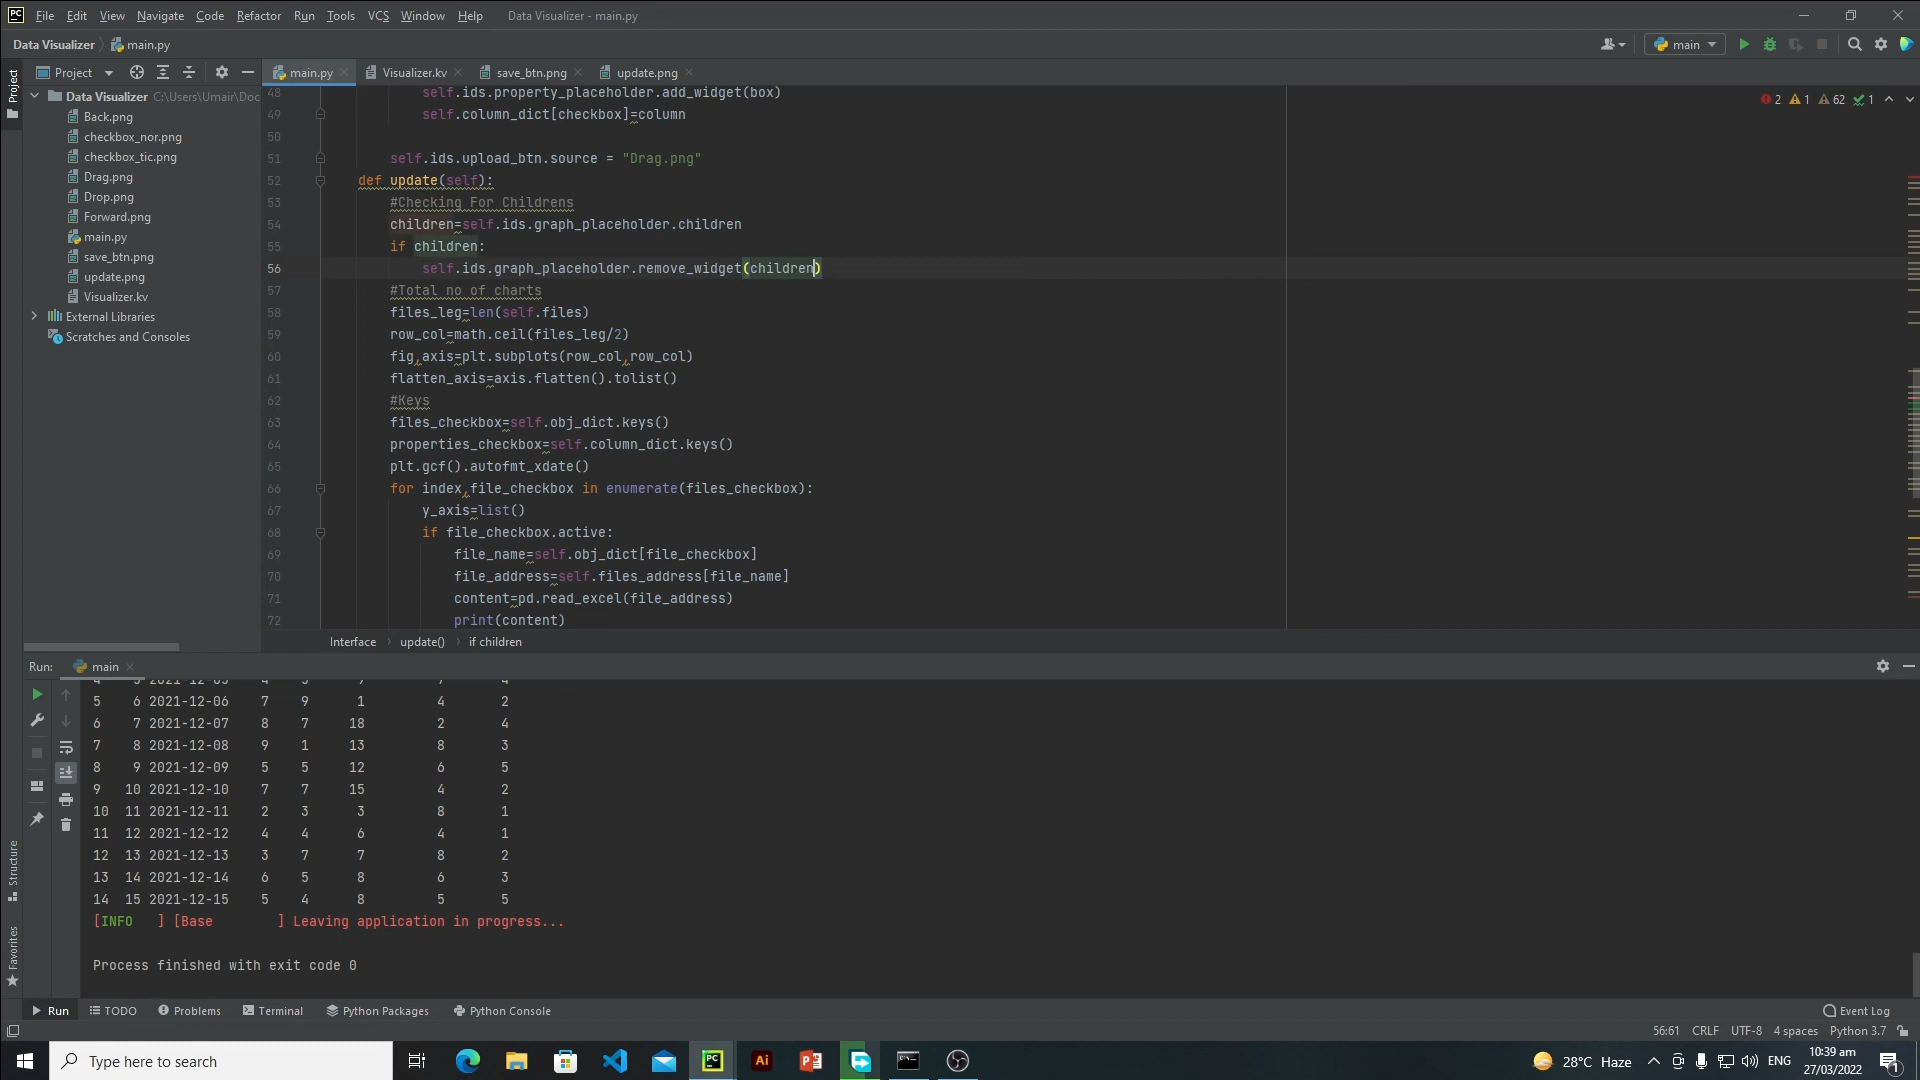 PC File Edit View Navigate Code Refactor Run Tools VCS Window Help Data Visualizer - main.py
Data Visualizer main.py main
Project main.py Visualizer.kv save_btn.png update.png
Project
Data Visualizer C:\Users\Umair\Doc
Back.png
checkbox_nor.png
checkbox_tic.png
Drag.png
Drop.png
Forward.png
main.py
save_btn.png
update.png
Visualizer.kv
External Libraries
Scratches and Consoles
2 1 62 1
48 self.ids.property_placeholder.add_widget(box)
49 self.column_dict[checkbox]=column
50
51 self.ids.upload_btn.source = "Drag.png"
52 def update(self):
53 #Checking For Childrens
54 children=self.ids.graph_placeholder.children
55 if children:
56 self.ids.graph_placeholder.remove_widget(children)
57 #Total no of charts
58 files_leg=len(self.files)
59 row_col=math.ceil(files_leg/2)
60 fig,axis=plt.subplots(row_col,row_col)
61 flatten_axis=axis.flatten().tolist()
62 #Keys
63 files_checkbox=self.obj_dict.keys()
64 properties_checkbox=self.column_dict.keys()
65 plt.gcf().autofmt_xdate()
66 for index,file_checkbox in enumerate(files_checkbox):
67 y_axis=list()
68 if file_checkbox.active:
69 file_name=self.obj_dict[file_checkbox]
70 file_address=self.files_address[file_name]
71 content=pd.read_excel(file_address)
72 print(content)
Interface update() if children
Run: main
5 6 2021-12-06 7 9 1 4 2
6 7 2021-12-07 8 7 18 2 4
7 8 2021-12-08 9 1 13 8 3
8 9 2021-12-09 5 5 12 6 5
9 10 2021-12-10 7 7 15 4 2
10 11 2021-12-11 2 3 3 8 1
11 12 2021-12-12 4 4 6 4 1
12 13 2021-12-13 3 7 7 8 2
13 14 2021-12-14 6 5 8 6 3
14 15 2021-12-15 5 4 8 5 5
[INFO ] [Base ] Leaving application in progress...
Process finished with exit code 0
Structure
Favorites
Run TODO Problems Terminal Python Packages Python Console Event Log
56:61 CRLF UTF-8 4 spaces Python 3.7
Type here to search PC Ai 28°C Haze ENG 10:39 am
27/03/2022
1